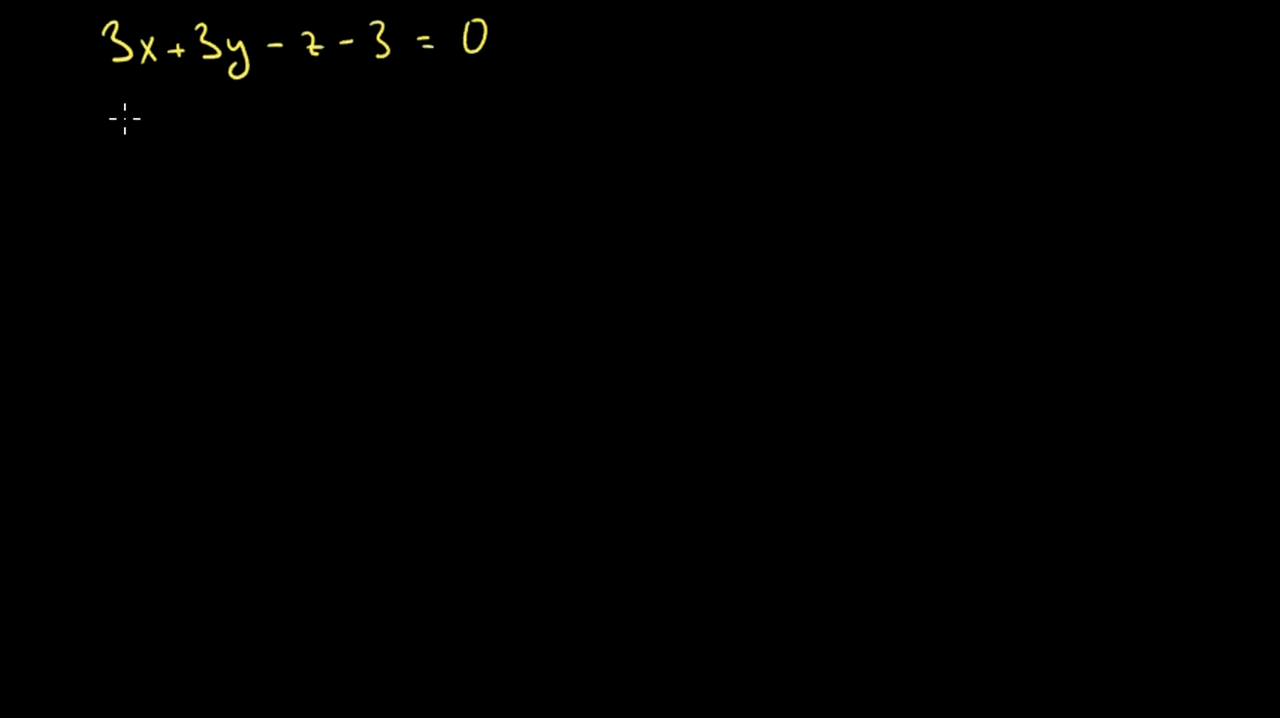 3x + 3y - z - 3 = 0